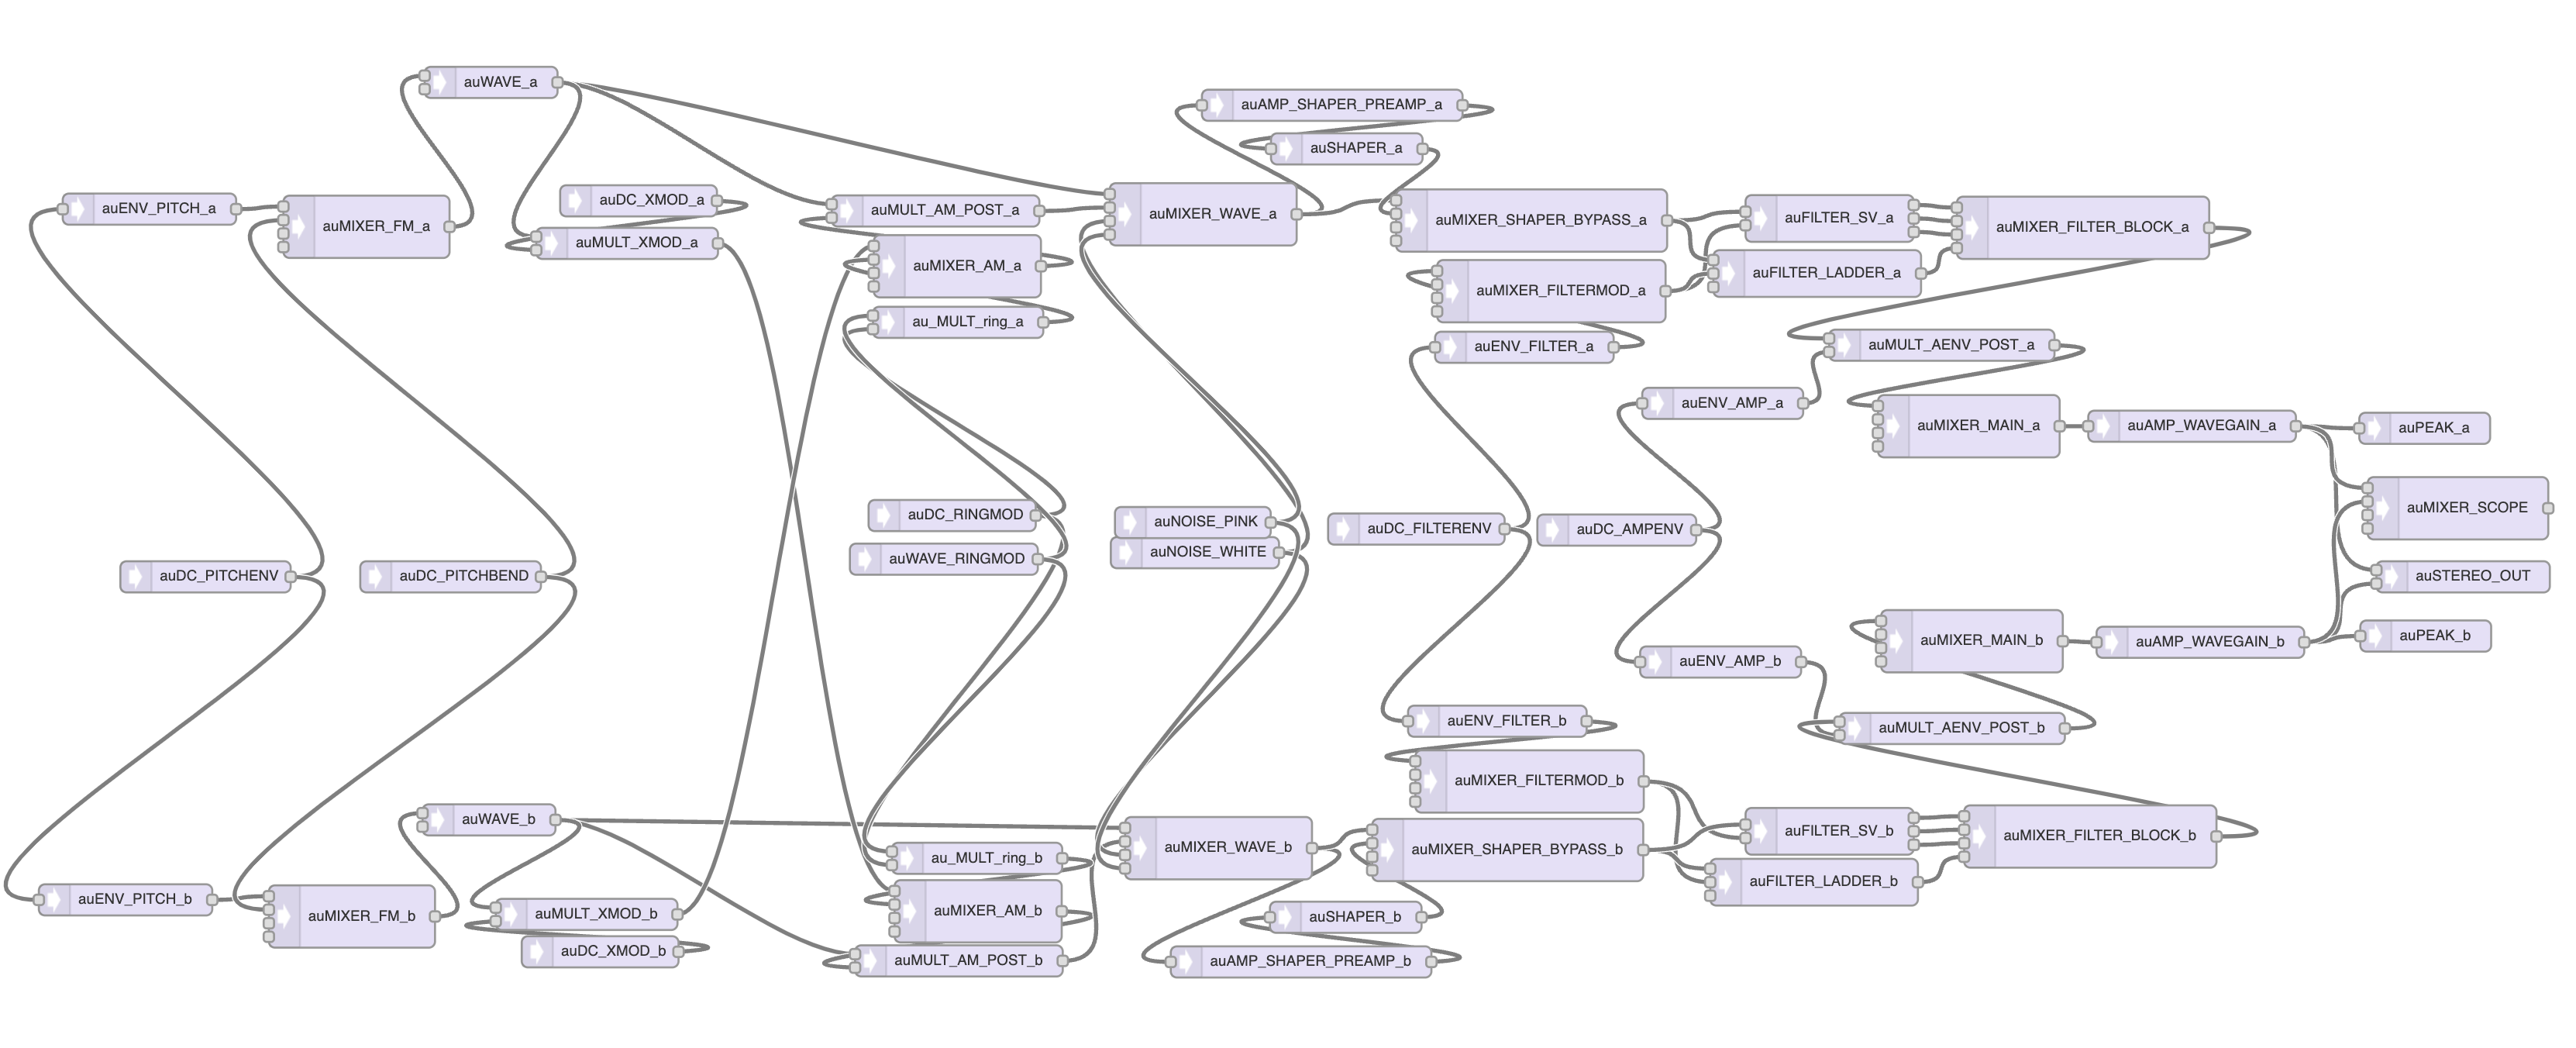 auWAVE_a
auAMP_SHAPER_PREAMP_a
auSHAPER_a
auENV_PITCH_a
auMIXER_FM_a
auDC_XMOD_a
auMULT_XMOD_a
auMULT_AM_POST_a
auMIXER_AM_a
au_MULT_ring_a
auMIXER_WAVE_a
auMIXER_SHAPER_BYPASS_a
auMIXER_FILTERMOD_a
auENV_FILTER_a
auFILTER_SV_a
auFILTER_LADDER_a
auMIXER_FILTER_BLOCK_a
auMULT_AENV_POST_a
auENV_AMP_a
auMIXER_MAIN_a
auAMP_WAVEGAIN_a
auPEAK_a
auDC_PITCHENV
auDC_PITCHBEND
auDC_RINGMOD
auWAVE_RINGMOD
auNOISE_PINK
auNOISE_WHITE
auDC_FILTERENV
auDC_AMPENV
auMIXER_SCOPE
auSTEREO_OUT
auPEAK_b
auMIXER_MAIN_b
auAMP_WAVEGAIN_b
auENV_AMP_b
auMULT_AENV_POST_b
auENV_FILTER_b
auMIXER_FILTERMOD_b
auWAVE_b
auMIXER_WAVE_b
auMIXER_SHAPER_BYPASS_b
auFILTER_SV_b
auFILTER_LADDER_b
auMIXER_FILTER_BLOCK_b
auENV_PITCH_b
auMIXER_FM_b
auMULT_XMOD_b
auDC_XMOD_b
au_MULT_ring_b
auMIXER_AM_b
auMULT_AM_POST_b
auSHAPER_b
auAMP_SHAPER_PREAMP_b